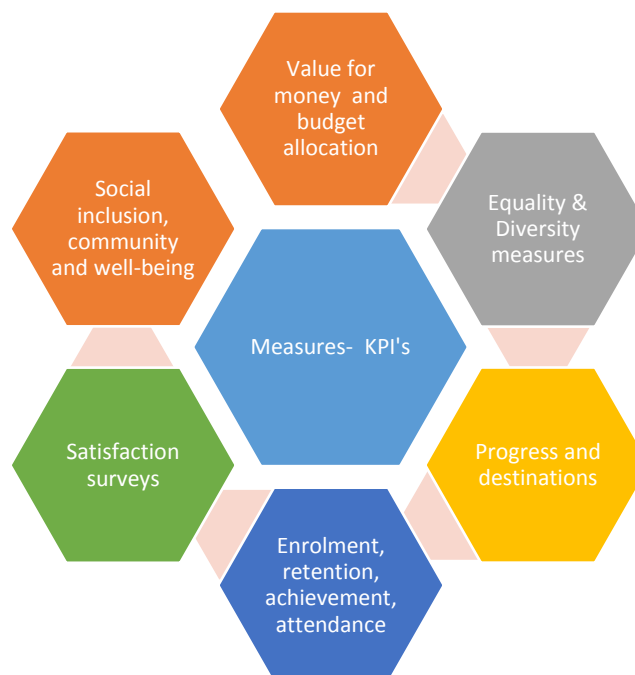 Value for
money and
budget
allocation
Social
inclusion,
community
and well-being
Equality &
Diversity
measures
Measures- KPI's
Satisfaction
surveys
Progress and
destinations
Enrolment,
retention,
achievement,
attendance